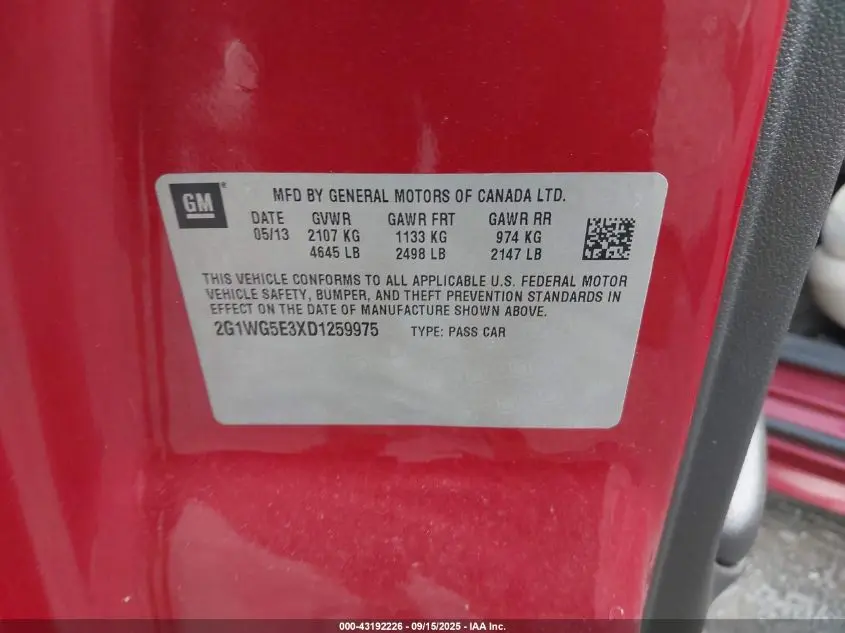 GM®
MFD BY GENERAL MOTORS OF CANADA LTD.
DATE GVWR GAWR FRT GAWR RR
05/13 2107 KG 1133 KG 974 KG
4645 LB 2498 LB 2147 LB
THIS VEHICLE CONFORMS TO ALL APPLICABLE U.S. FEDERAL MOTOR
VEHICLE SAFETY, BUMPER, AND THEFT PREVENTION STANDARDS IN
EFFECT ON THE DATE OF MANUFACTURE SHOWN ABOVE.
2G1WG5E3XD1259975 TYPE: PASS CAR
000-43192226 - 09/15/2025 - IAA Inc.